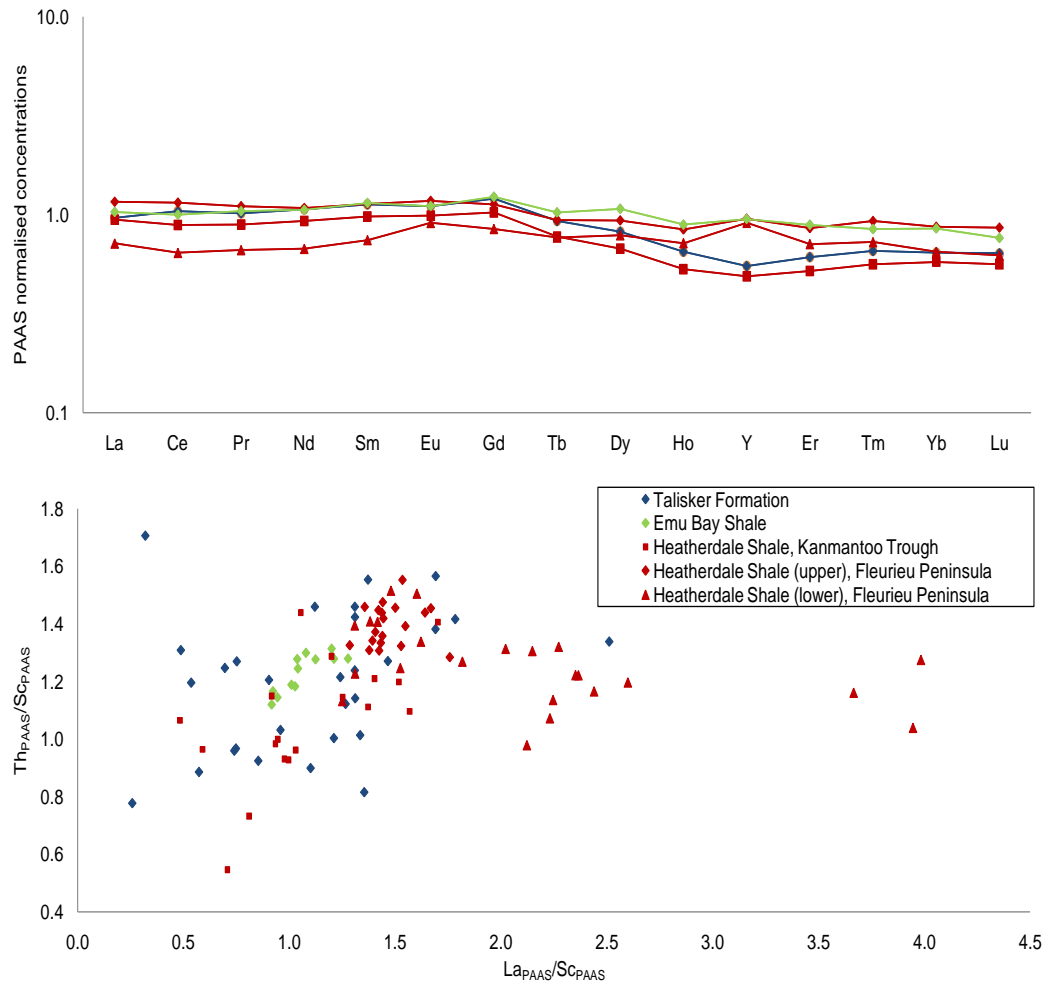 10.0
1.0
0.1
PAAS normalised concentrations
La Ce Pr Nd Sm Eu Gd Tb Dy Ho Y Er Tm Yb Lu
1.8
1.6
1.4
1.2
1.0
0.8
0.6
0.4
ThPAAS/ScPAAS
Talisker Formation
Emu Bay Shale
Heatherdale Shale, Kanmantoo Trough
Heatherdale Shale (upper), Fleurieu Peninsula
Heatherdale Shale (lower), Fleurieu Peninsula
0.0 0.5 1.0 1.5 2.0 2.5 3.0 3.5 4.0 4.5
LaPAAS/ScPAAS